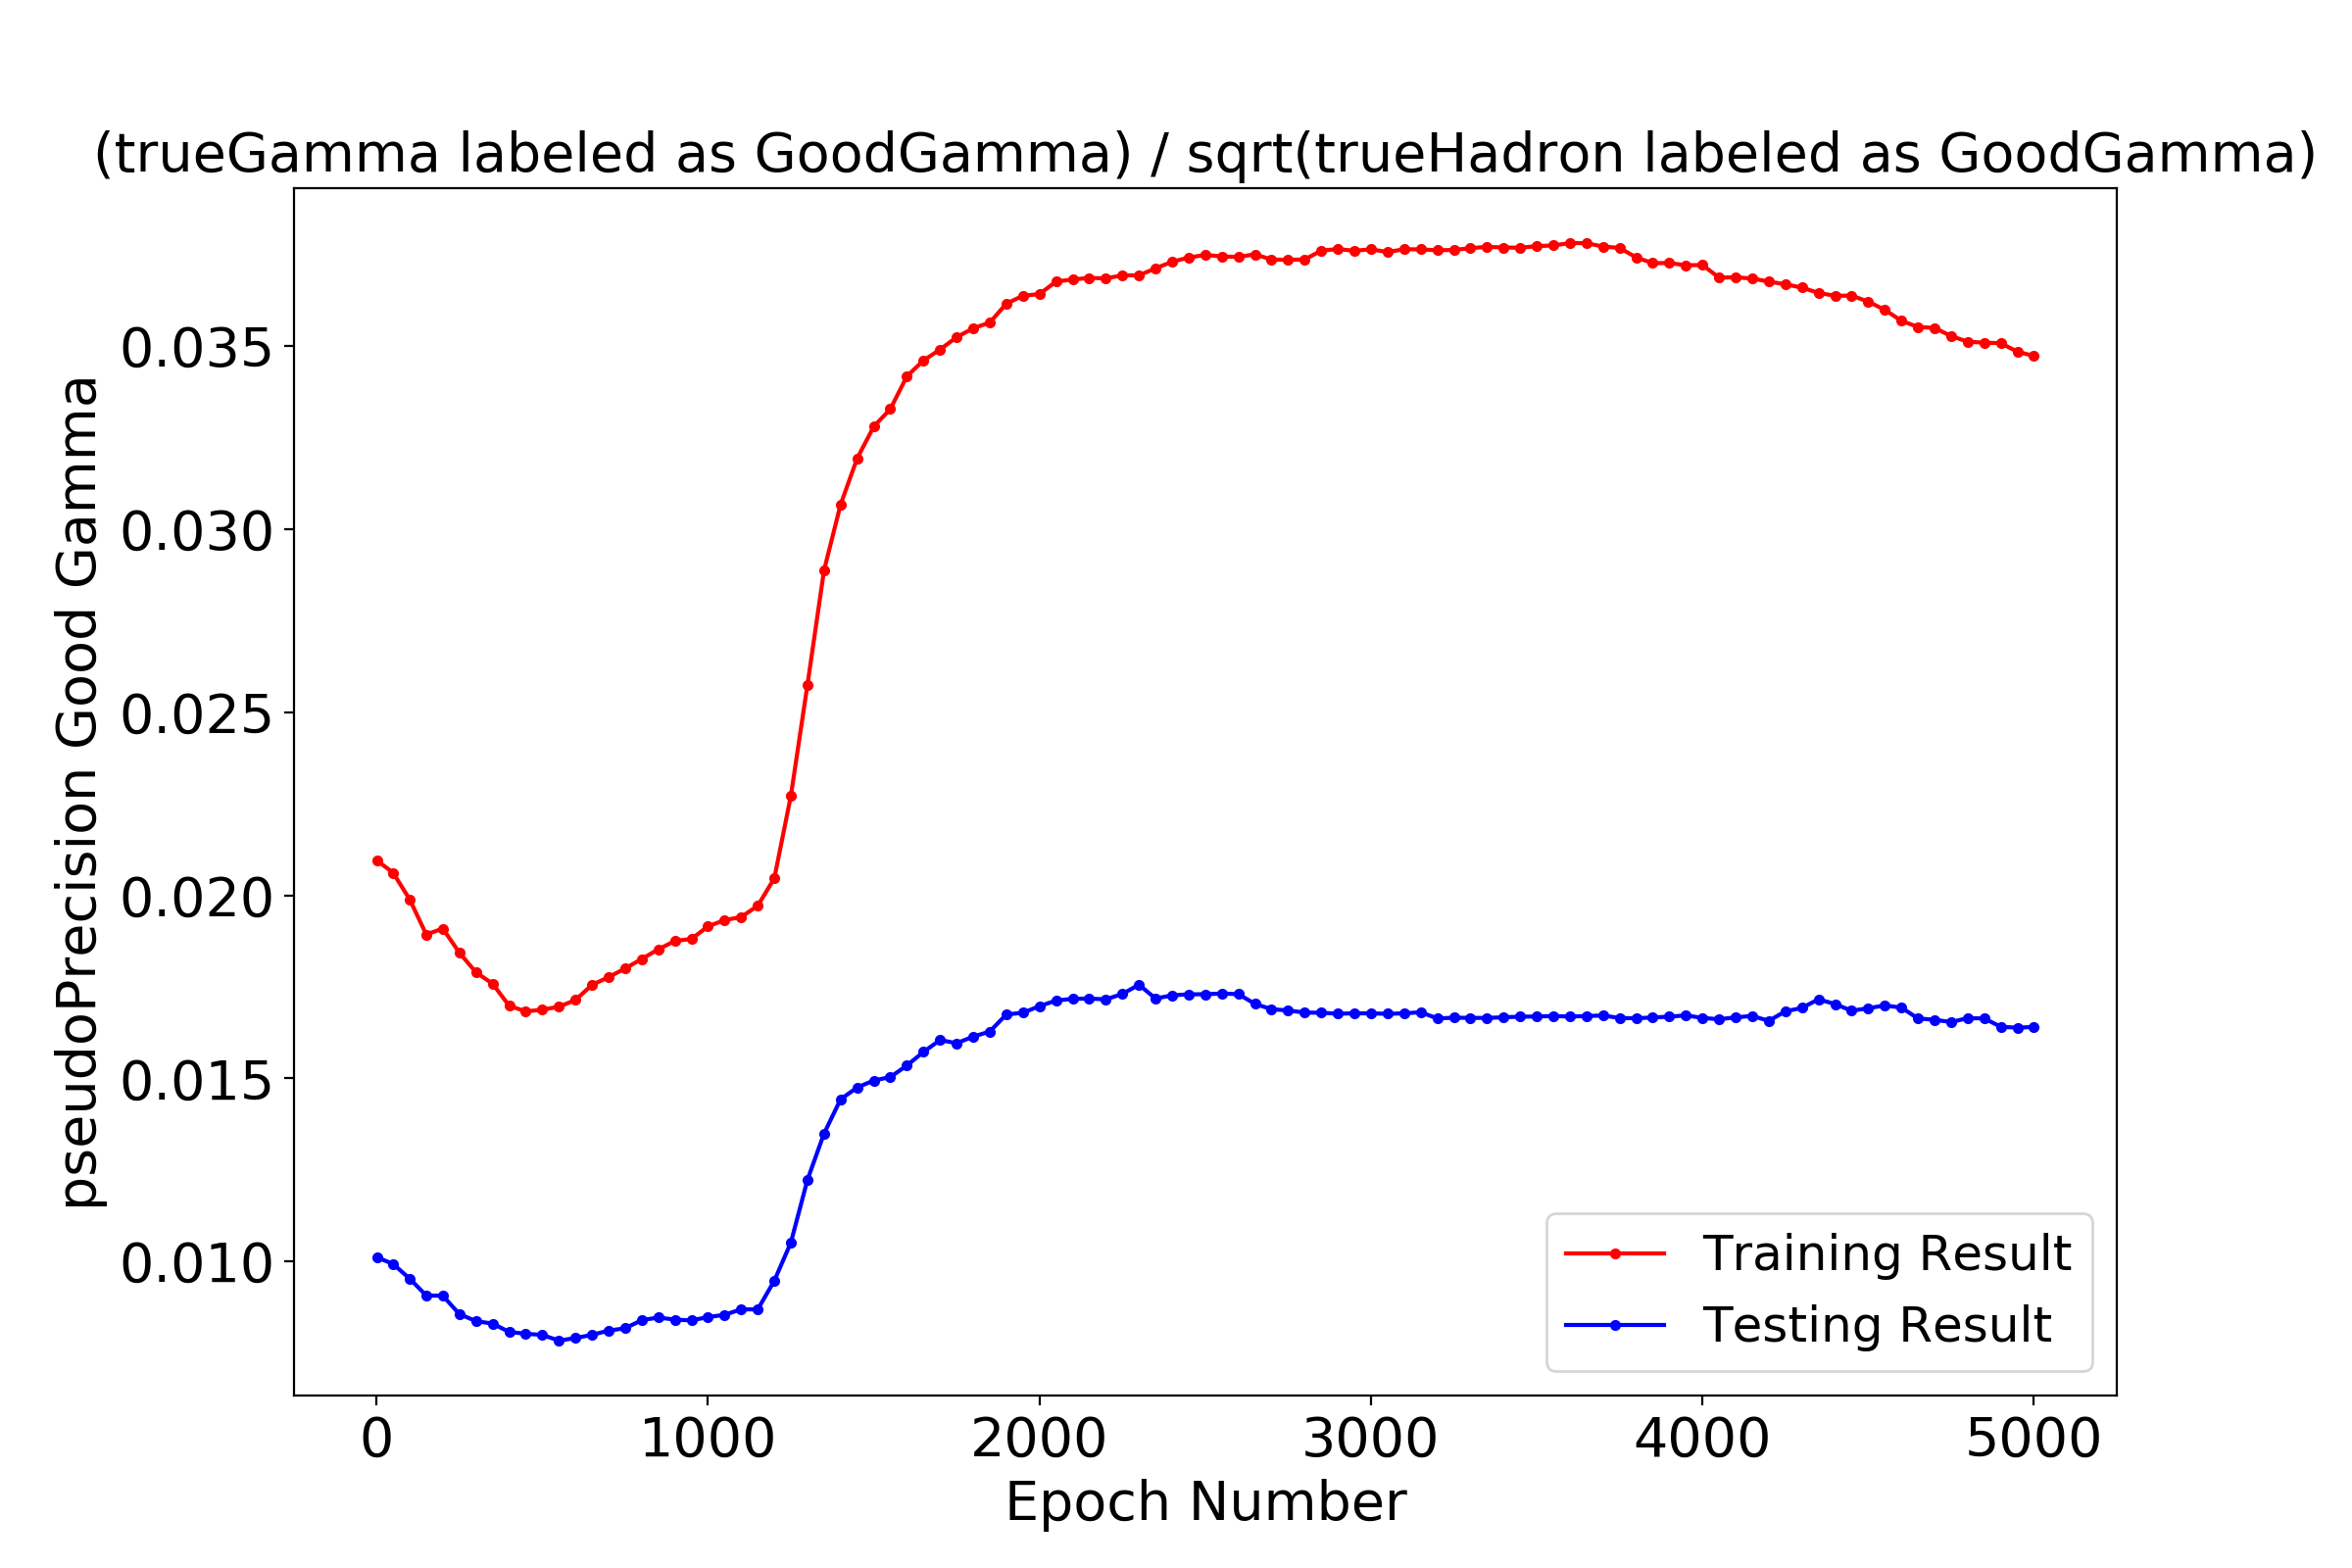 (trueGamma labeled as GoodGamma) / sqrt(trueHadron labeled as GoodGamma)
pseudoPrecision Good Gamma
0.035
0.030
0.025
0.020
0.015
0.010
Training Result
Testing Result
0 1000 2000 3000 4000 5000
Epoch Number